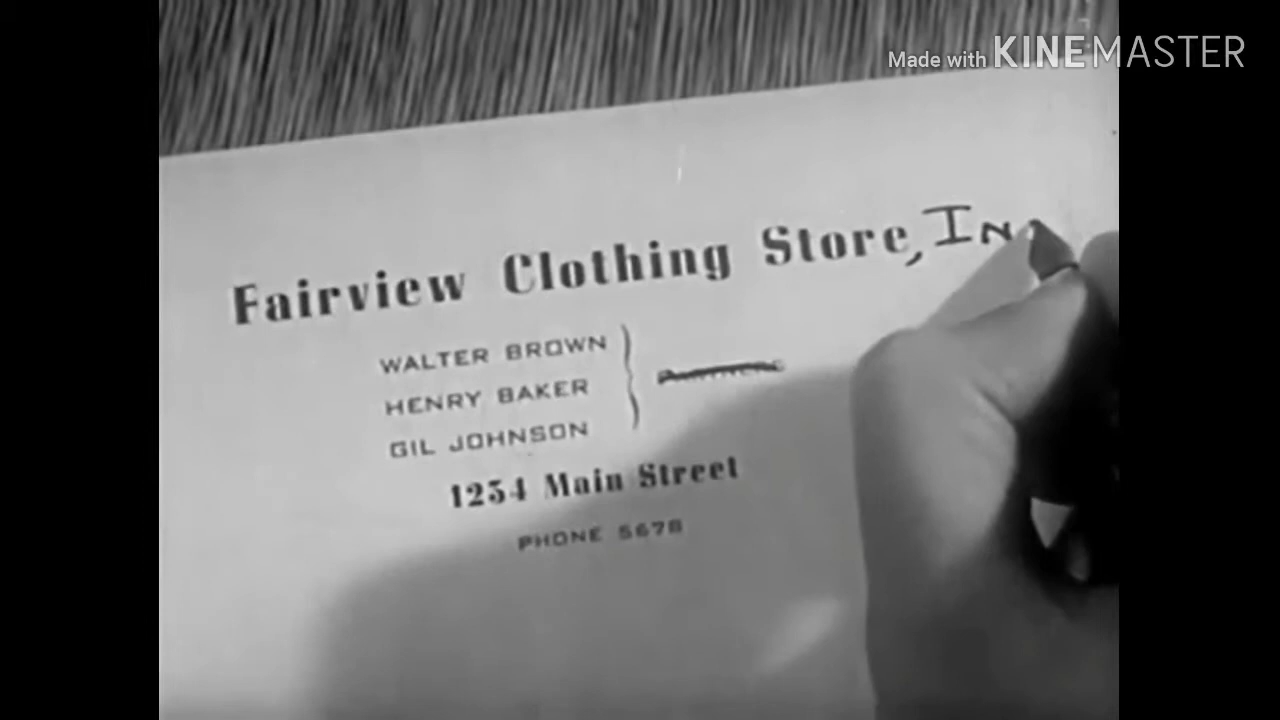 Made with KINEMASTER
Fairview Clothing Store, IN
WALTER BROWN
HENRY BAKER
GIL JOHNSON
1234 Main Street
PHONE 5678